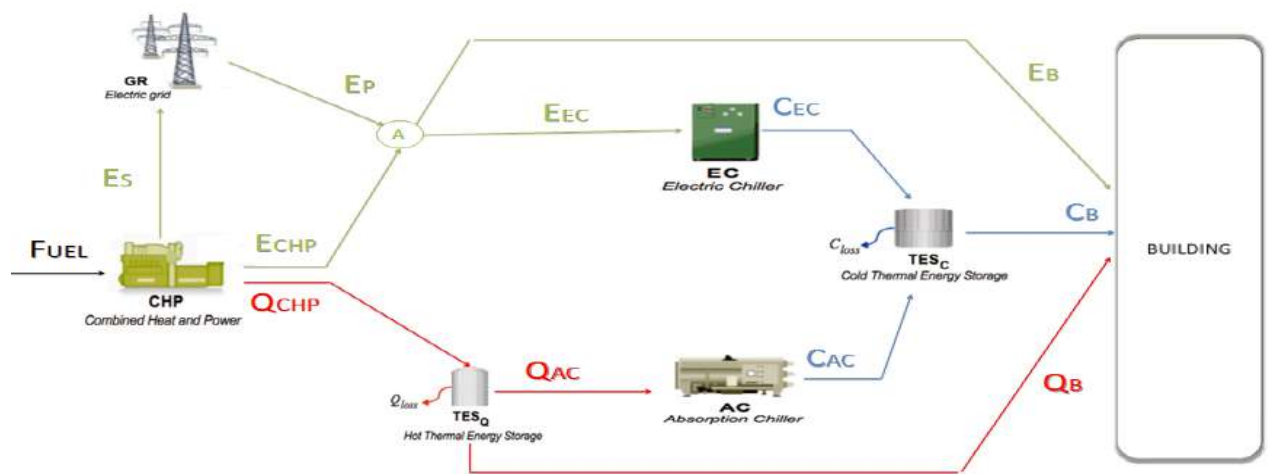 GR
Electric grid
EP
A
EB
EEC
CEC
EC
Electric Chiller
ES
FUEL
ECHP
CHP
Combined Heat and Power
QCHP
Closs
TESC
Cold Thermal Energy Storage
CB
BUILDING
QAC
CAC
AC
Absorption Chiller
Qloss
TESQ
Hot Thermal Energy Storage
QB